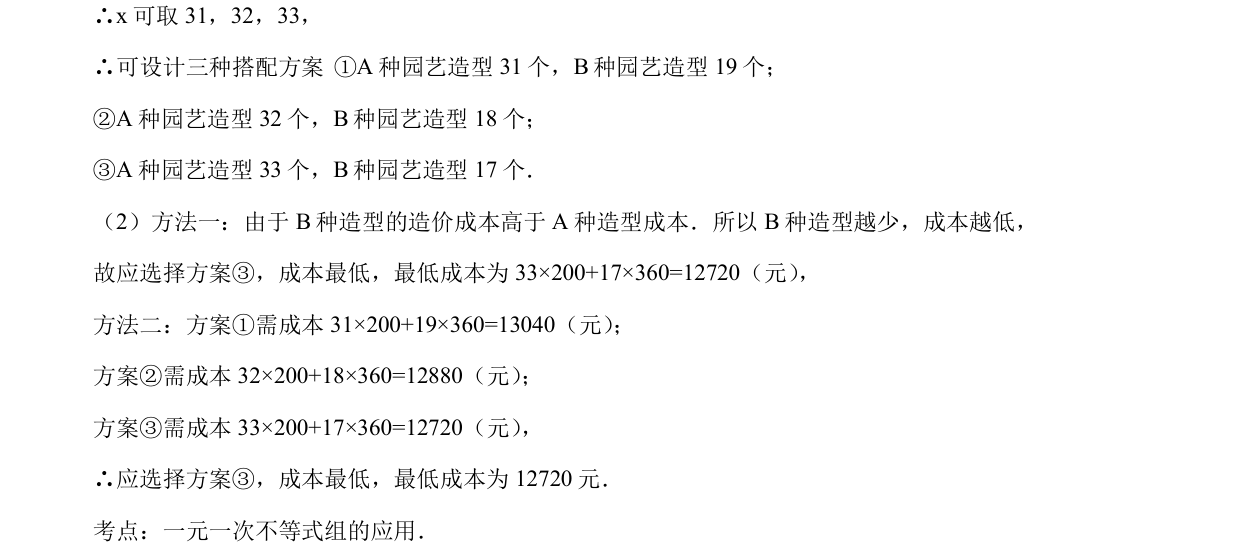 ∴x 可取 31，32，33，
∴可设计三种搭配方案 ①A 种园艺造型 31 个，B 种园艺造型 19 个；
②A 种园艺造型 32 个，B 种园艺造型 18 个；
③A 种园艺造型 33 个，B 种园艺造型 17 个．
（2）方法一：由于 B 种造型的造价成本高于 A 种造型成本．所以 B 种造型越少，成本越低，
故应选择方案③，成本最低，最低成本为 33×200+17×360=12720（元），
方法二：方案①需成本 31×200+19×360=13040（元）；
方案②需成本 32×200+18×360=12880（元）；
方案③需成本 33×200+17×360=12720（元），
∴应选择方案③，成本最低，最低成本为 12720 元．
考点：一元一次不等式组的应用．